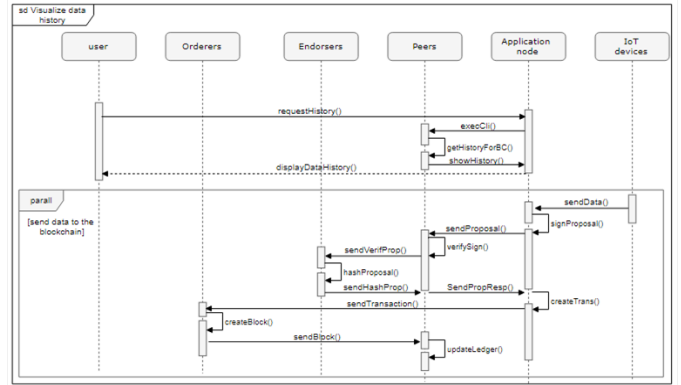 sd Visualize data
history
user
Orderers
Endorsers
Peers
Application
node
IoT
devices
requestHistory()
execCli()
getHistoryForBC()
showHistory()
displayDataHistory()
parall
[send data to the
blockchain]
sendData()
signProposal()
sendProposal()
verifySign()
sendVerifProp()
hashProposal()
sendHashProp()
SendPropResp()
createTrans()
sendTransaction()
createBlock()
sendBlock()
updateLedger()